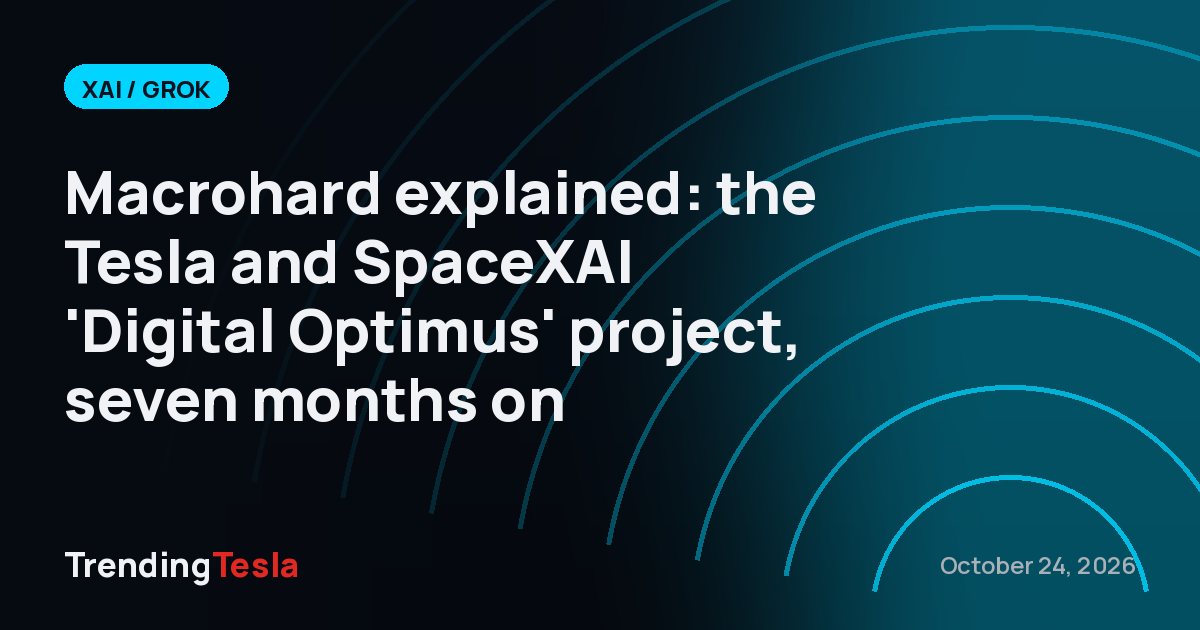 XAI / GROK
Macrohard explained: the
Tesla and SpaceXAI
'Digital Optimus' project,
seven months on
TrendingTesla
October 24, 2026